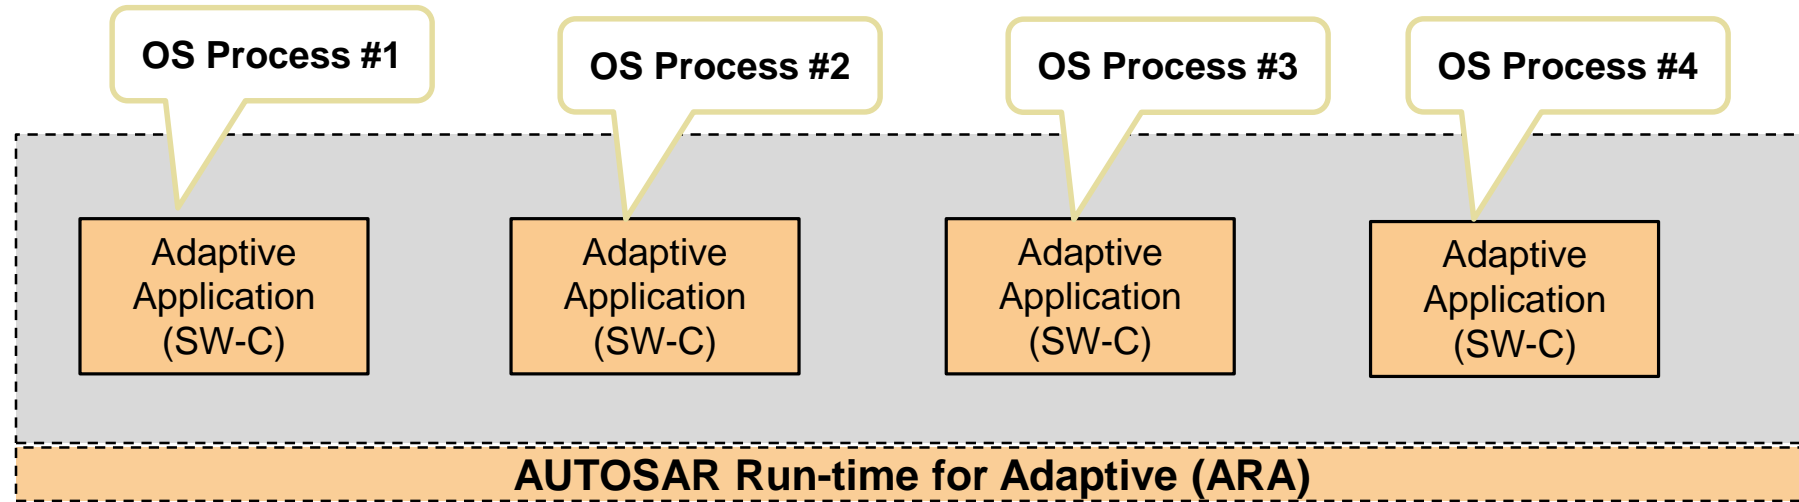 OS Process #1
OS Process #2
OS Process #3
OS Process #4
Adaptive
Application
(SW-C)
Adaptive
Application
(SW-C)
Adaptive
Application
(SW-C)
Adaptive
Application
(SW-C)
AUTOSAR Run-time for Adaptive (ARA)